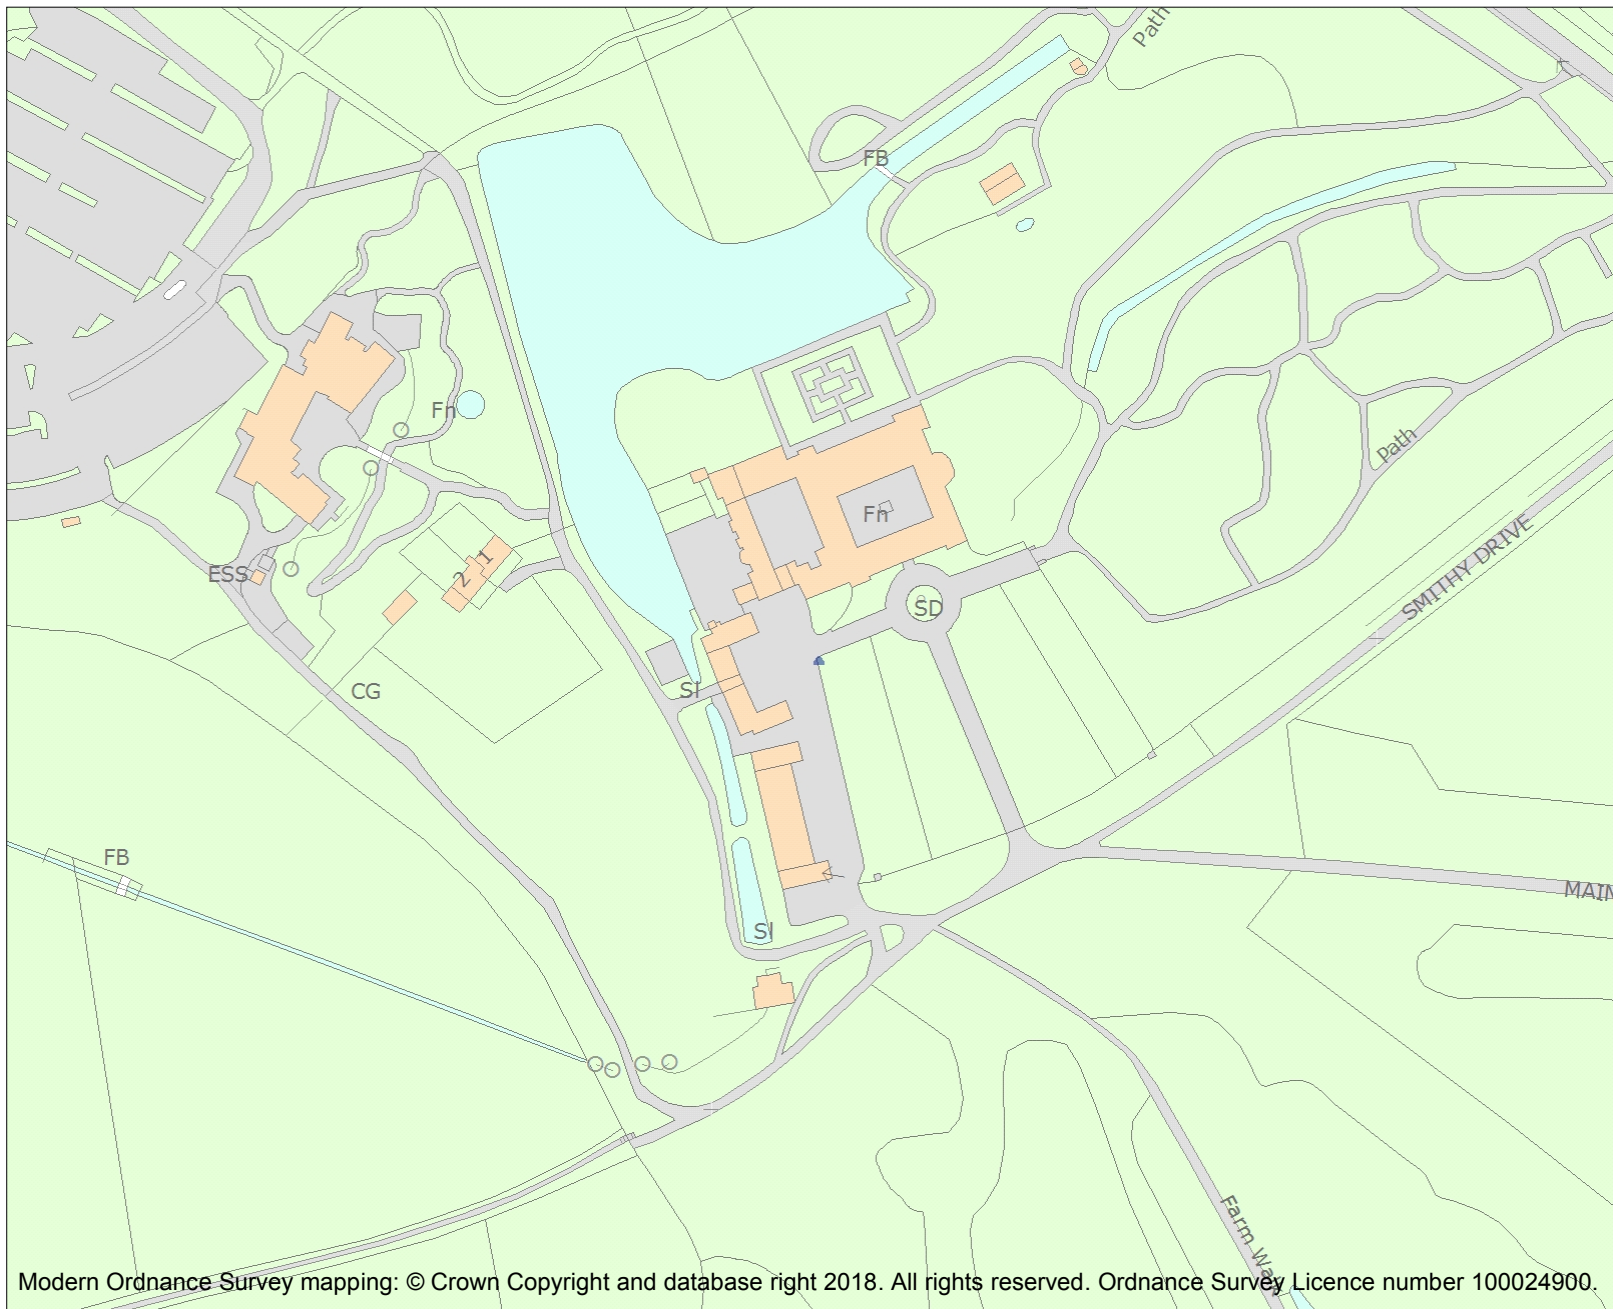 Path
FB
Fn
Path
Fn
SMITHY DRIVE
ESS
1
2
SD
CG
Sl
FB
MAIN
Sl
Farm Way
Modern Ordnance Survey mapping: © Crown Copyright and database right 2018. All rights reserved. Ordnance Survey Licence number 100024900.